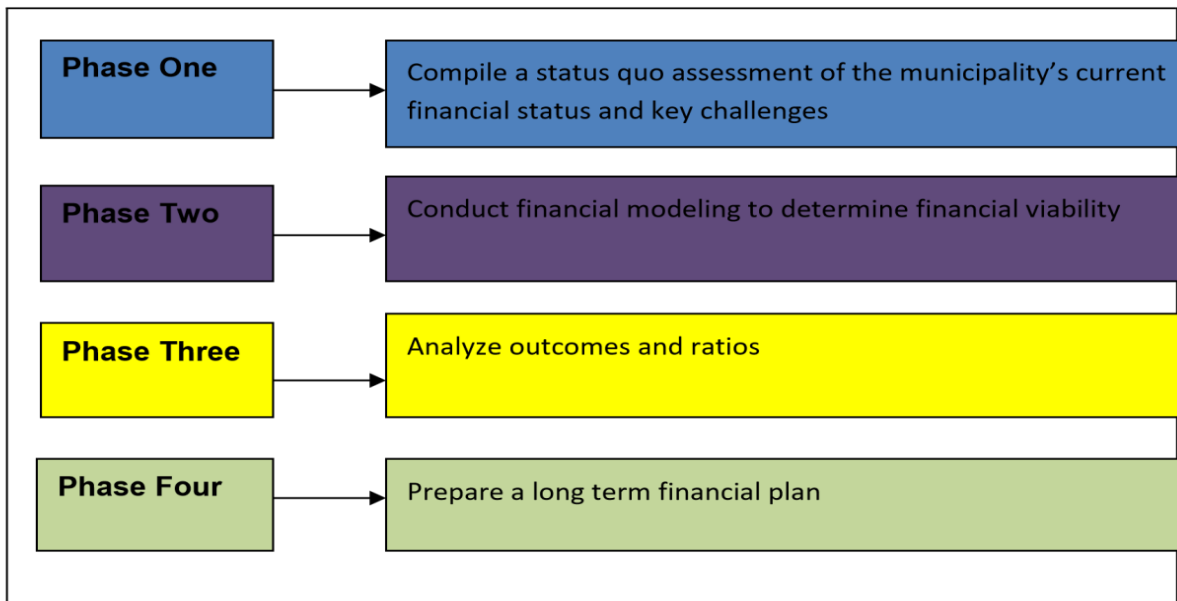 Phase One
Compile a status quo assessment of the municipality’s current
financial status and key challenges
Phase Two
Conduct financial modeling to determine financial viability
Phase Three
Analyze outcomes and ratios
Phase Four
Prepare a long term financial plan